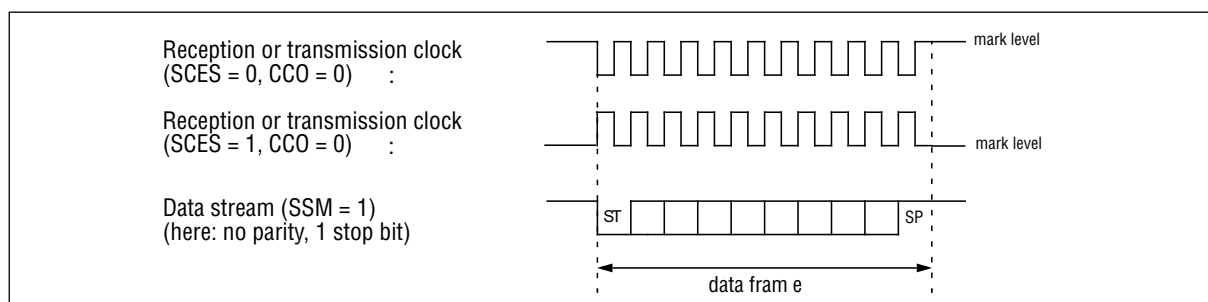 Reception or transmission clock
(SCES = 0, CCO = 0) :
mark level
Reception or transmission clock
(SCES = 1, CCO = 0) :
mark level
Data stream (SSM = 1)
(here: no parity, 1 stop bit)
ST
SP
data fram e